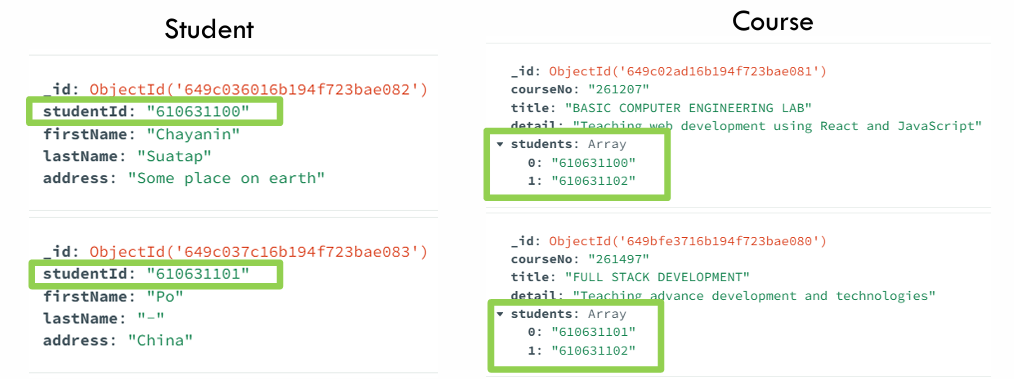 Student
_id: ObjectId('649c036016b194f723bae082')
studentId: "610631100"
firstName: "Chayanin"
lastName: "Suatap"
address: "Some place on earth"
_id: ObjectId('649c037c16b194f723bae083')
studentId: "610631101"
firstName: "Po"
lastName: "-"
address: "China"
Course
_id: ObjectId('649c02ad16b194f723bae081')
courseNo: "261207"
title: "BASIC COMPUTER ENGINEERING LAB"
detail: "Teaching web development using React and JavaScript"
students: Array
0: "610631100"
1: "610631102"
_id: ObjectId('649bfe3716b194f723bae080')
courseNo: "261497"
title: "FULL STACK DEVELOPMENT"
detail: "Teaching advance development and technologies"
students: Array
0: "610631101"
1: "610631102"